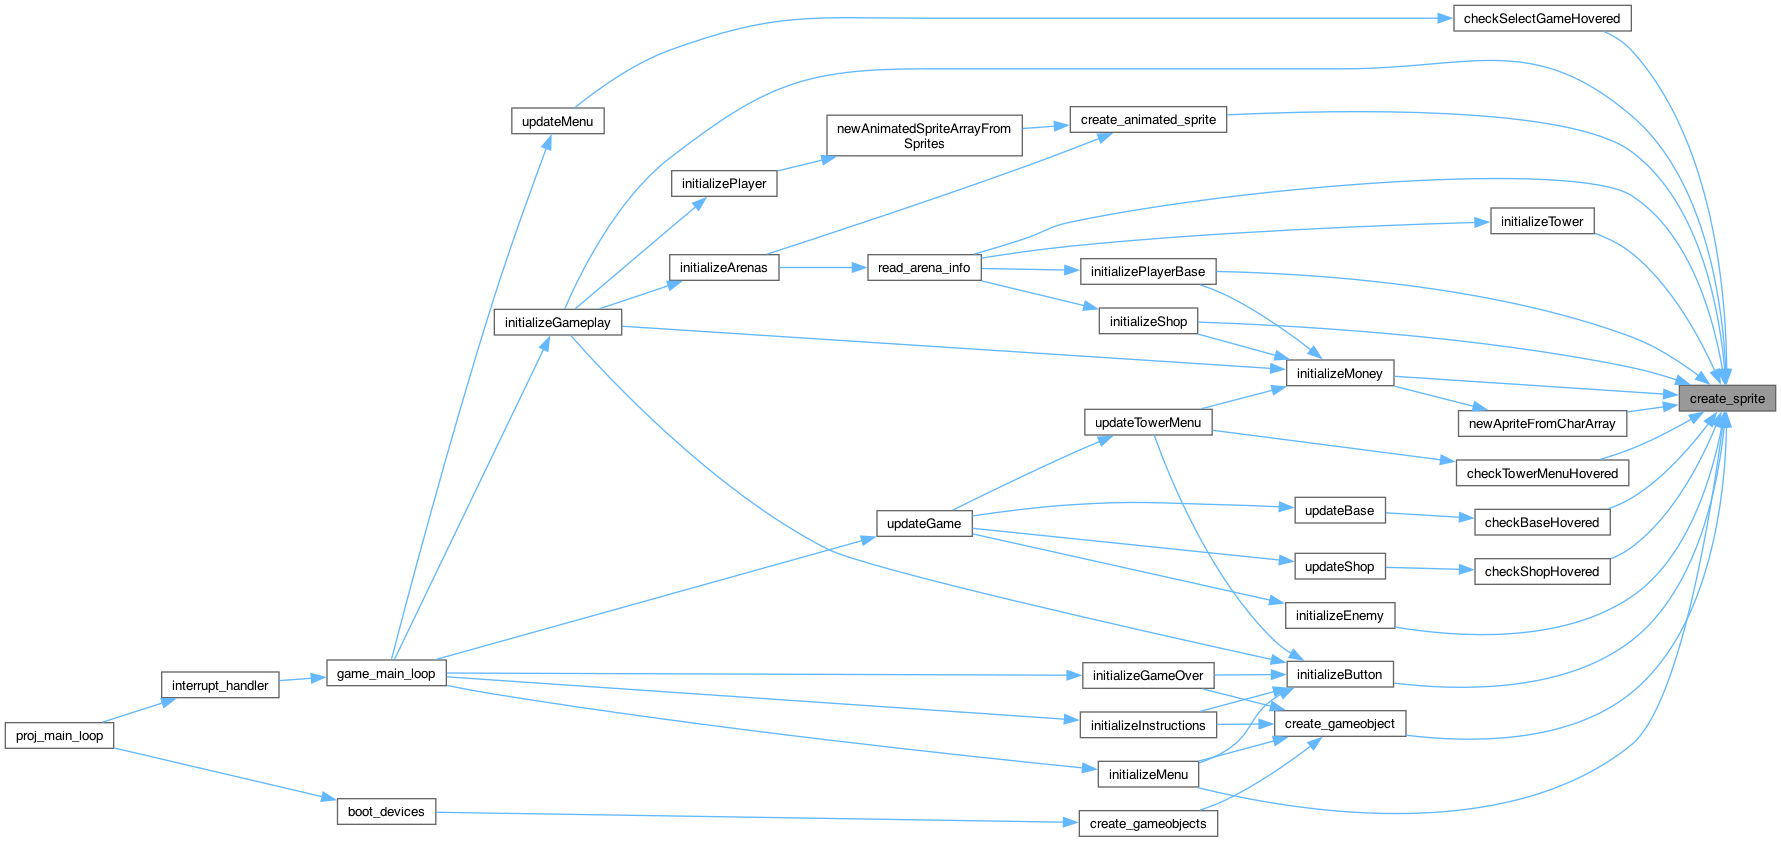 checkSelectGameHovered
updateMenu
create_animated_sprite
newAnimatedSpriteArrayFrom
Sprites
initializePlayer
initializeTower
initializeArenas
read_arena_info
initializePlayerBase
initializeGameplay
initializeShop
initializeMoney
create_sprite
updateTowerMenu
newApriteFromCharArray
checkTowerMenuHovered
updateGame
updateBase
checkBaseHovered
updateShop
checkShopHovered
initializeEnemy
game_main_loop
initializeGameOver
initializeButton
interrupt_handler
initializeInstructions
create_gameobject
proj_main_loop
initializeMenu
boot_devices
create_gameobjects